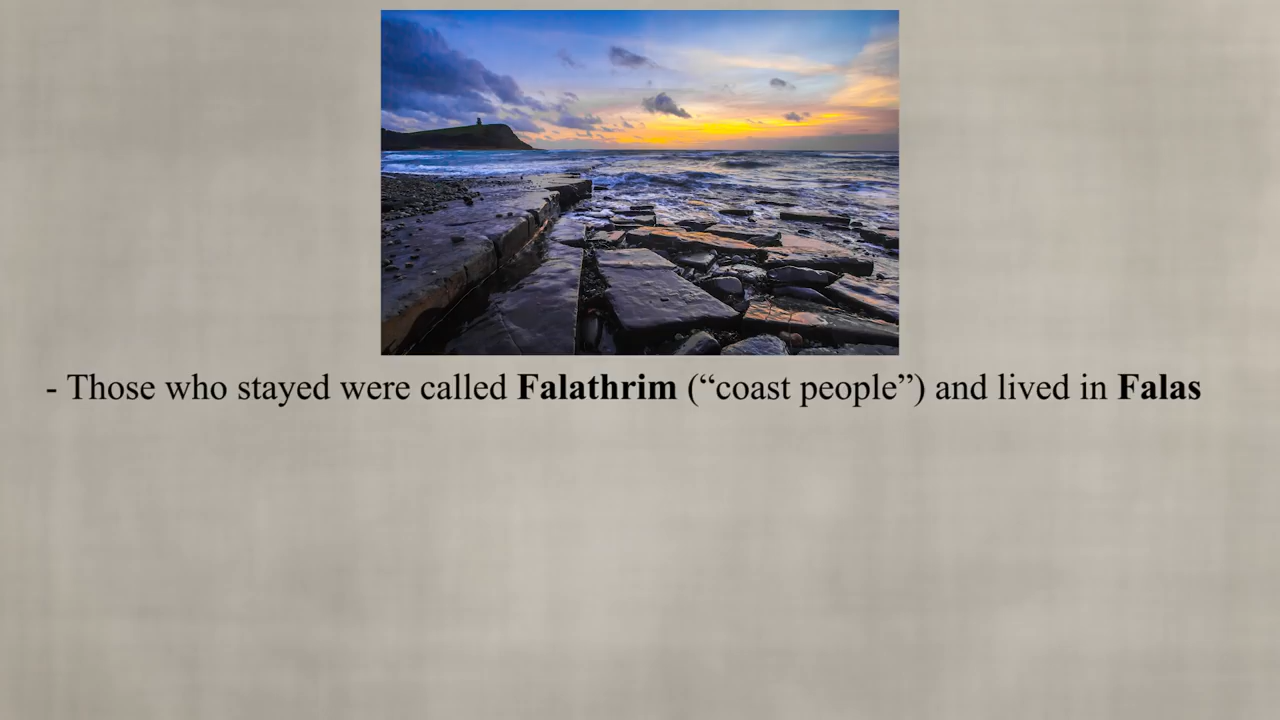 - Those who stayed were called Falathrim (“coast people”) and lived in Falas